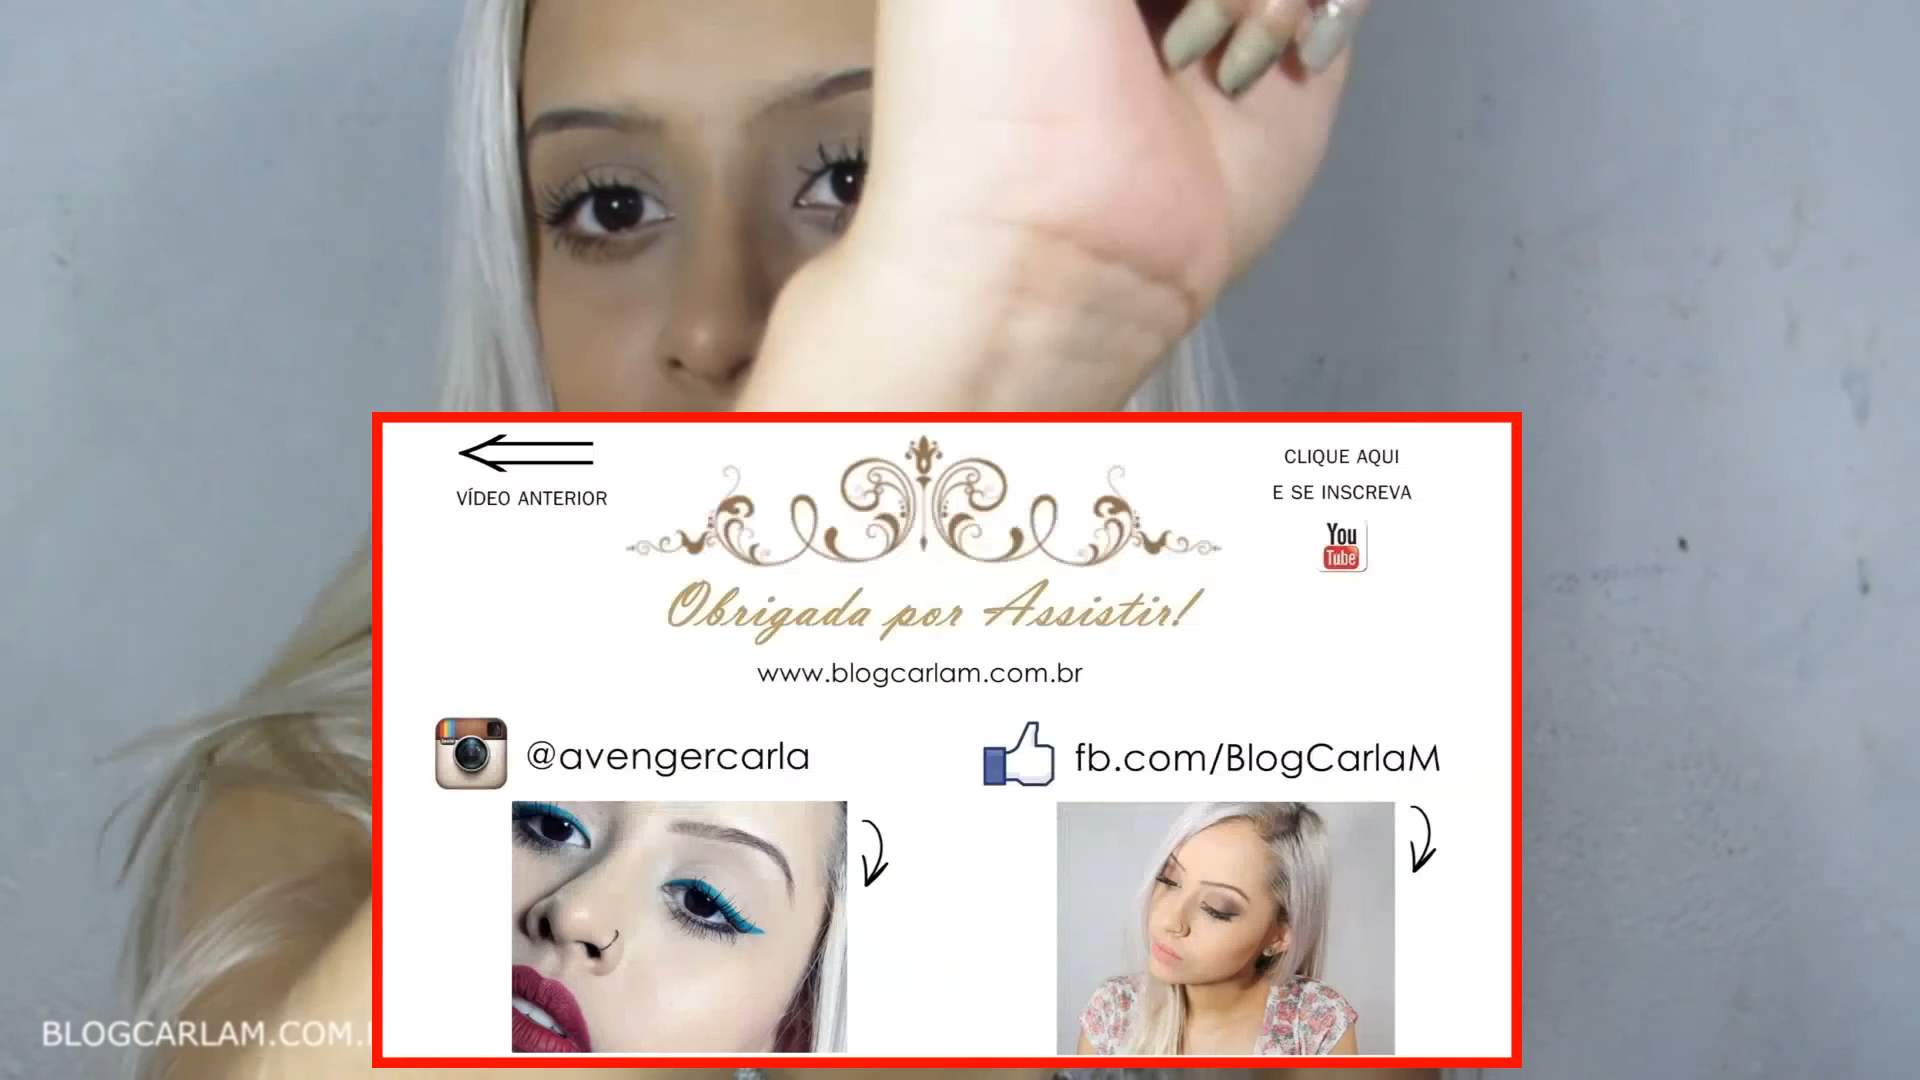 VÍDEO ANTERIOR
CLIQUE AQUI
E SE INSCREVA
You
Tube
Obrigada por Assistir!
www.blogcarlam.com.br
@avengercarla
fb.com/BlogCarlaM
BLOGCARLAM.COM.